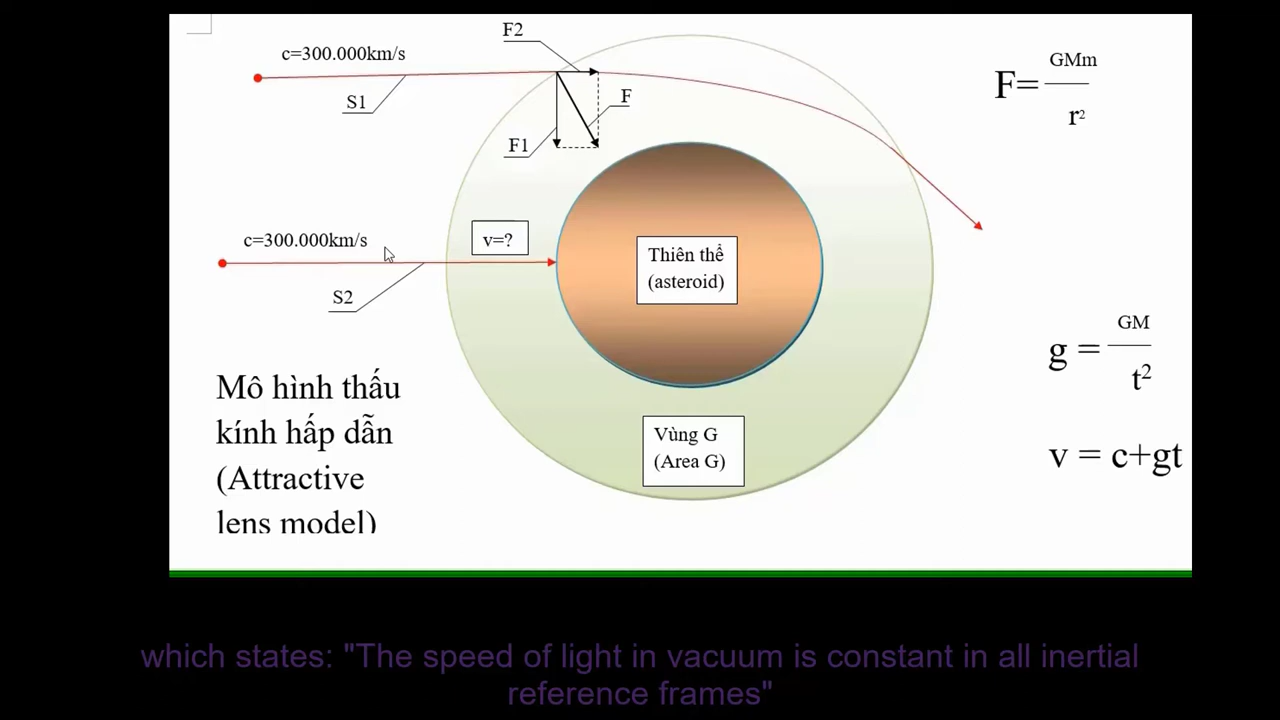 F2
c=300.000km/s
S1
F
F1
F=
GMm
r²
c=300.000km/s
v=?
S2
Thiên thể
(asteroid)
Mô hình thấu
kính hấp dẫn
(Attractive
lens model)
Vùng G
(Area G)
g =
GM
t²
v = c+gt
which states: "The speed of light in vacuum is constant in all inertial
reference frames"